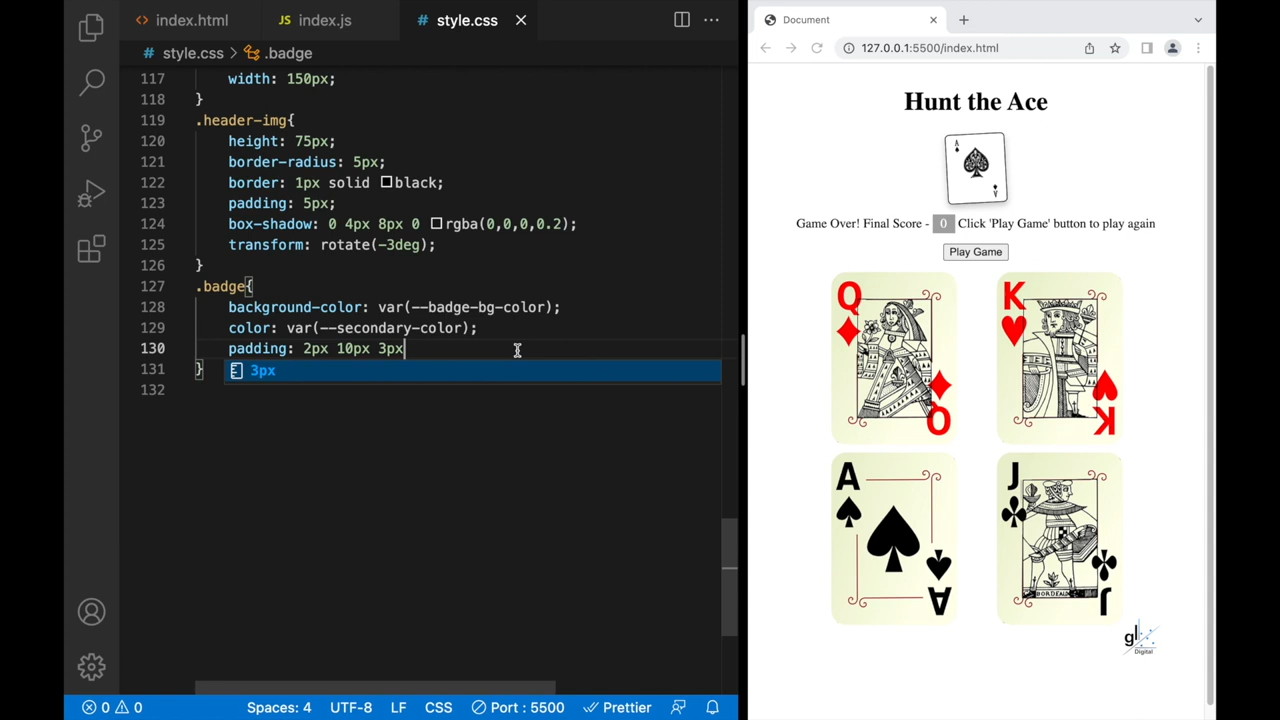 index.html
JS index.js
# style.css
Document
127.0.0.1:5500/index.html
# style.css > .badge
117 width: 150px;
118 }
119 .header-img{
120 height: 75px;
121 border-radius: 5px;
122 border: 1px solid black;
123 padding: 5px;
124 box-shadow: 0 4px 8px 0 rgba(0,0,0,0.2);
125 transform: rotate(-3deg);
126 }
127 .badge{
128 background-color: var(--badge-bg-color);
129 color: var(--secondary-color);
130 padding: 2px 10px 3px
131 }
3px
132
Hunt the Ace
A
A
Game Over! Final Score - 0 Click 'Play Game' button to play again
Play Game
Q
Q
K
K
A
A
J
BORDEAUX
J
gl
Digital
0 0 Spaces: 4 UTF-8 LF CSS Port : 5500 Prettier